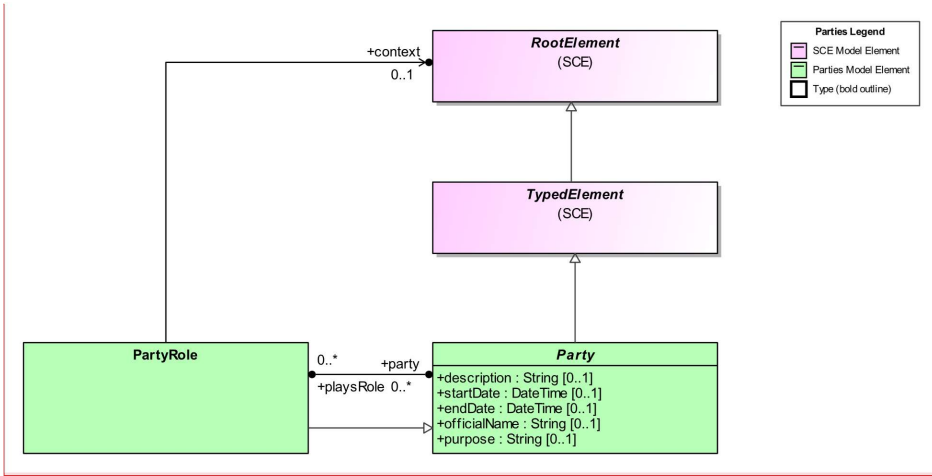 RootElement
(SCE)
+context
0..1
Parties Legend
SCE Model Element
Parties Model Element
Type (bold outline)
TypedElement
(SCE)
PartyRole
0..*
+party
+playsRole 0..*
Party
+description : String [0..1]
+startDate : DateTime [0..1]
+endDate : DateTime [0..1]
+officialName : String [0..1]
+purpose : String [0..1]